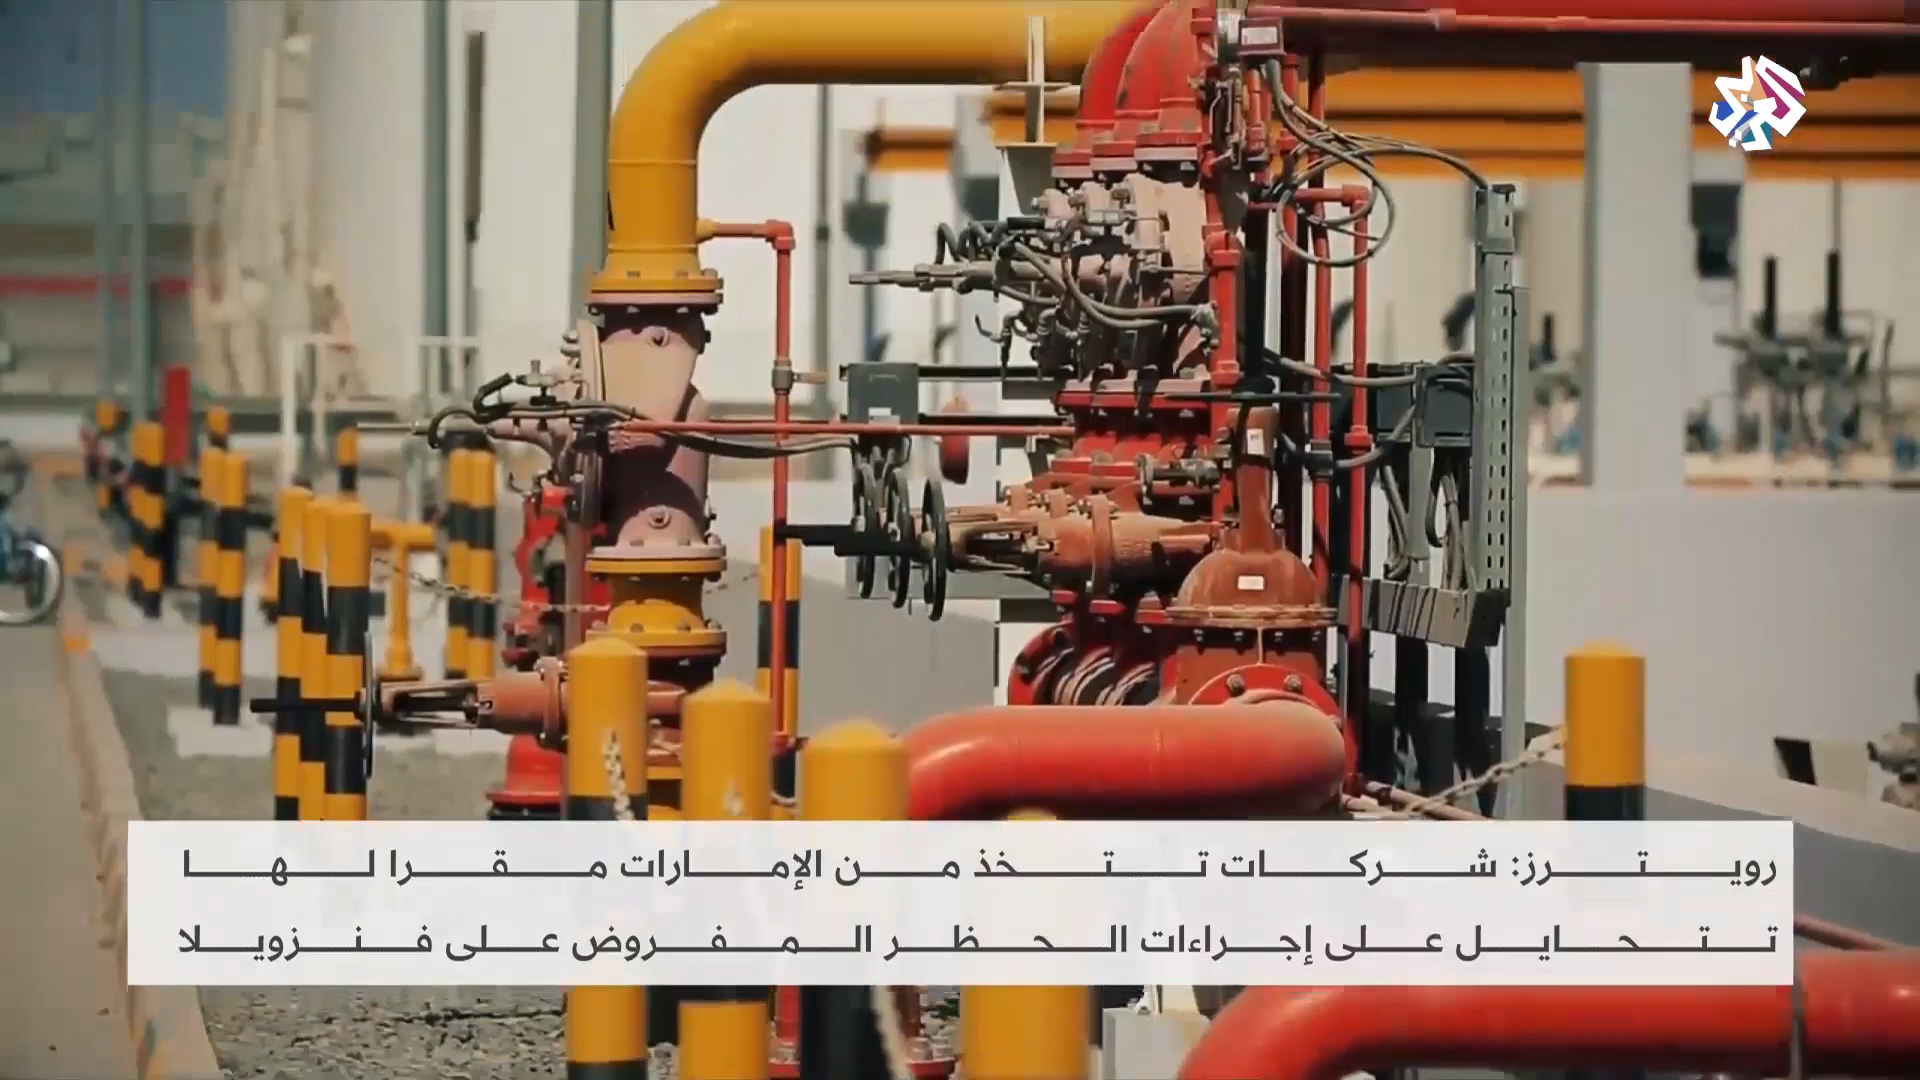 رويترز: شركات تتخذ من الإمارات مقرا لها
تتحايل على إجراءات الحظر المفروض على فنزويلا